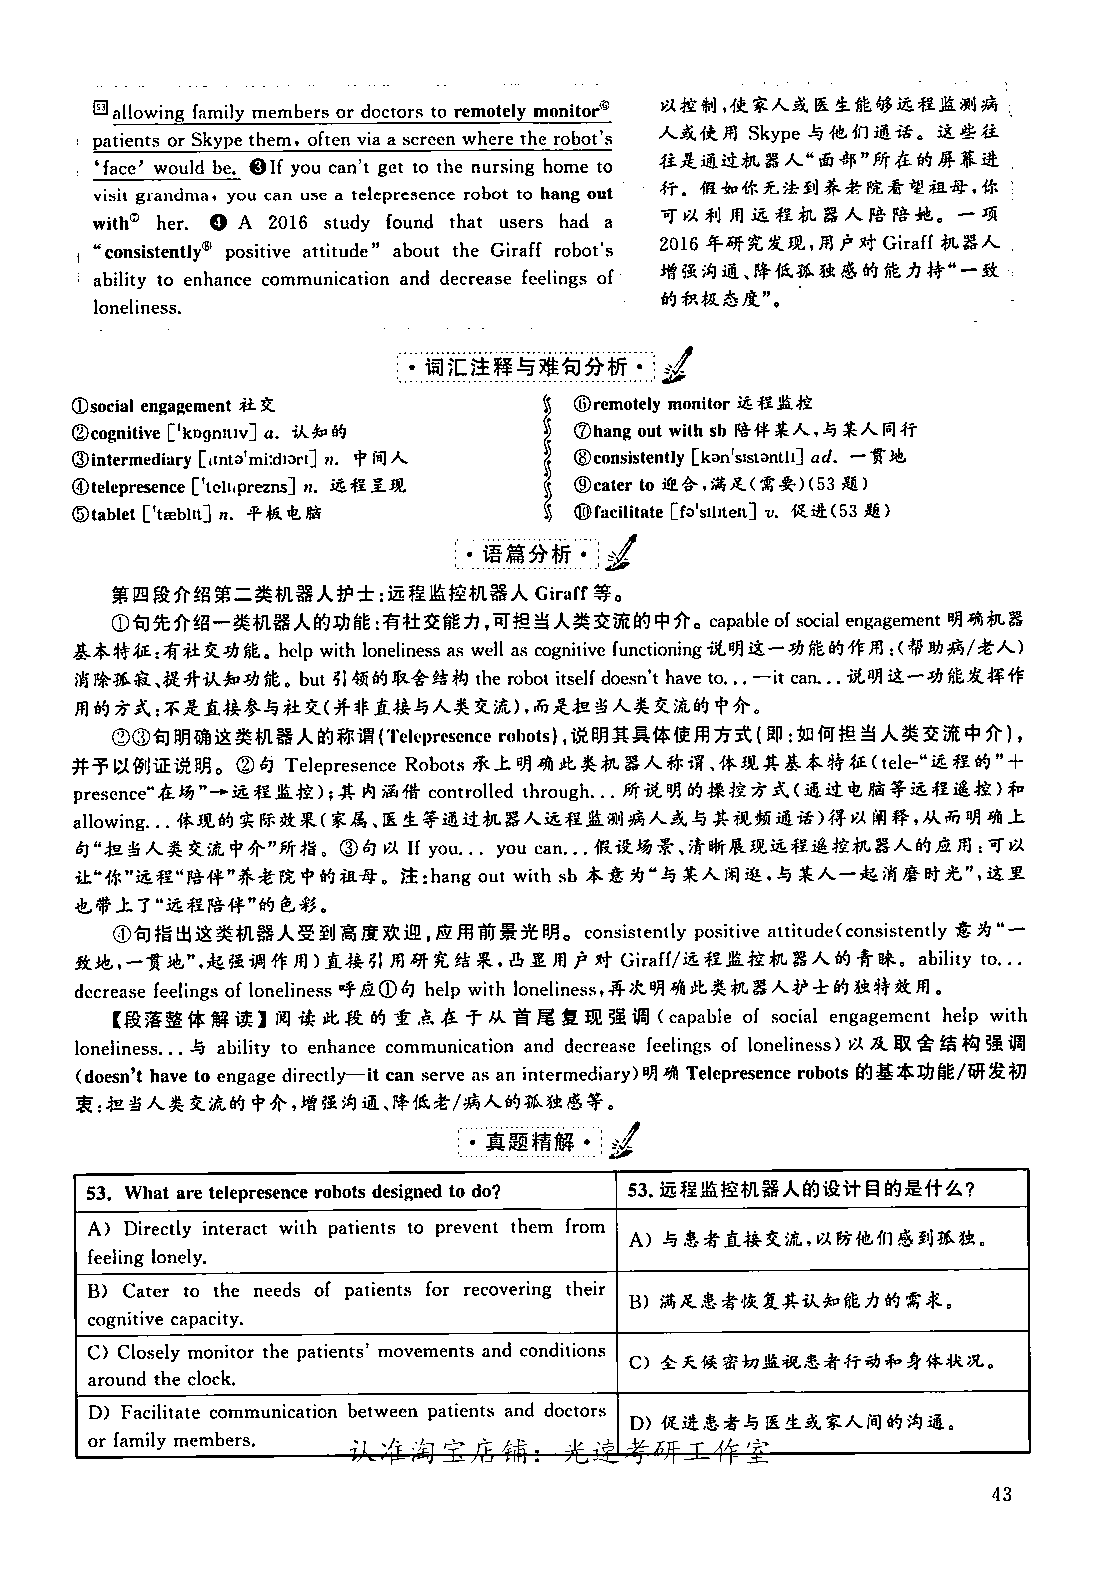 53 allowing family members or doctors to remotely monitor⑥
patients or Skype them, often via a screen where the robot's
'face' would be. ❸If you can't get to the nursing home to
visit grandma, you can use a telepresence robot to hang out
with⑦ her. ❹ A 2016 study found that users had a
"consistently⑧ positive attitude" about the Giraff robot's
ability to enhance communication and decrease feelings of
loneliness.
以控制,使家人或医生能够远程监测病
人或使用 Skype 与他们通话。这些往
往是通过机器人“面部”所在的屏幕进
行。假如你无法到养老院看望祖母,你
可以利用远程机器人陪陪她。一项
2016 年研究发现,用户对 Giraff 机器人
增强沟通、降低孤独感的能力持“一致
的积极态度”。
·词汇注释与难句分析·
①social engagement 社交
②cognitive [ˈkɒgnɪtɪv] a. 认知的
③intermediary [ˌɪntəˈmiːdɪərɪ] n. 中间人
④telepresence [ˈtelɪˌprezns] n. 远程呈现
⑤tablet [ˈtæblɪt] n. 平板电脑
⑥remotely monitor 远程监控
⑦hang out with sb 陪伴某人,与某人同行
⑧consistently [kənˈsɪstəntlɪ] ad. 一贯地
⑨cater to 迎合,满足(需要)(53 题)
⑩facilitate [fəˈsɪlɪteɪt] v. 促进(53 题)
·语篇分析·
第四段介绍第二类机器人护士:远程监控机器人 Giraff 等。
①句先介绍一类机器人的功能:有社交能力,可担当人类交流的中介。capable of social engagement 明确机器
基本特征:有社交功能。help with loneliness as well as cognitive functioning 说明这一功能的作用:(帮助病/老人)
消除孤寂、提升认知功能。but 引领的取舍结构 the robot itself doesn't have to...—it can... 说明这一功能发挥作
用的方式:不是直接参与社交(并非直接与人类交流),而是担当人类交流的中介。
②③句明确这类机器人的称谓(Telepresence robots),说明其具体使用方式(即:如何担当人类交流中介),
并予以例证说明。②句 Telepresence Robots 承上明确此类机器人称谓、体现其基本特征(tele-“远程的”+
presence“在场”→远程监控);其内涵借 controlled through... 所说明的操控方式(通过电脑等远程遥控)和
allowing... 体现的实际效果(家属、医生等通过机器人远程监测病人或与其视频通话)得以阐释,从而明确上
句“担当人类交流中介”所指。③句以 If you... you can... 假设场景、清晰展现远程遥控机器人的应用:可以
让“你”远程“陪伴”养老院中的祖母。注:hang out with sb 本意为“与某人闲逛,与某人一起消磨时光”,这里
也带上了“远程陪伴”的色彩。
④句指出这类机器人受到高度欢迎,应用前景光明。consistently positive attitude(consistently 意为“一
致地,一贯地”,起强调作用)直接引用研究结果,凸显用户对 Giraff/远程监控机器人的青睐。ability to...
decrease feelings of loneliness 呼应①句 help with loneliness,再次明确此类机器人护士的独特效用。
【段落整体解读】阅读此段的重点在于从首尾复现强调(capable of social engagement help with
loneliness... 与 ability to enhance communication and decrease feelings of loneliness)以及取舍结构强调
(doesn't have to engage directly—it can serve as an intermediary)明确 Telepresence robots 的基本功能/研发初
衷:担当人类交流的中介,增强沟通、降低老/病人的孤独感等。
·真题精解·
53. What are telepresence robots designed to do?
53. 远程监控机器人的设计目的是什么?
A) Directly interact with patients to prevent them from
feeling lonely.
A) 与患者直接交流,以防他们感到孤独。
B) Cater to the needs of patients for recovering their
cognitive capacity.
B) 满足患者恢复其认知能力的需求。
C) Closely monitor the patients' movements and conditions
around the clock.
C) 全天候密切监视患者行动和身体状况。
D) Facilitate communication between patients and doctors
or family members.
D) 促进患者与医生或家人间的沟通。
认准淘宝店铺：光速考研工作室
43